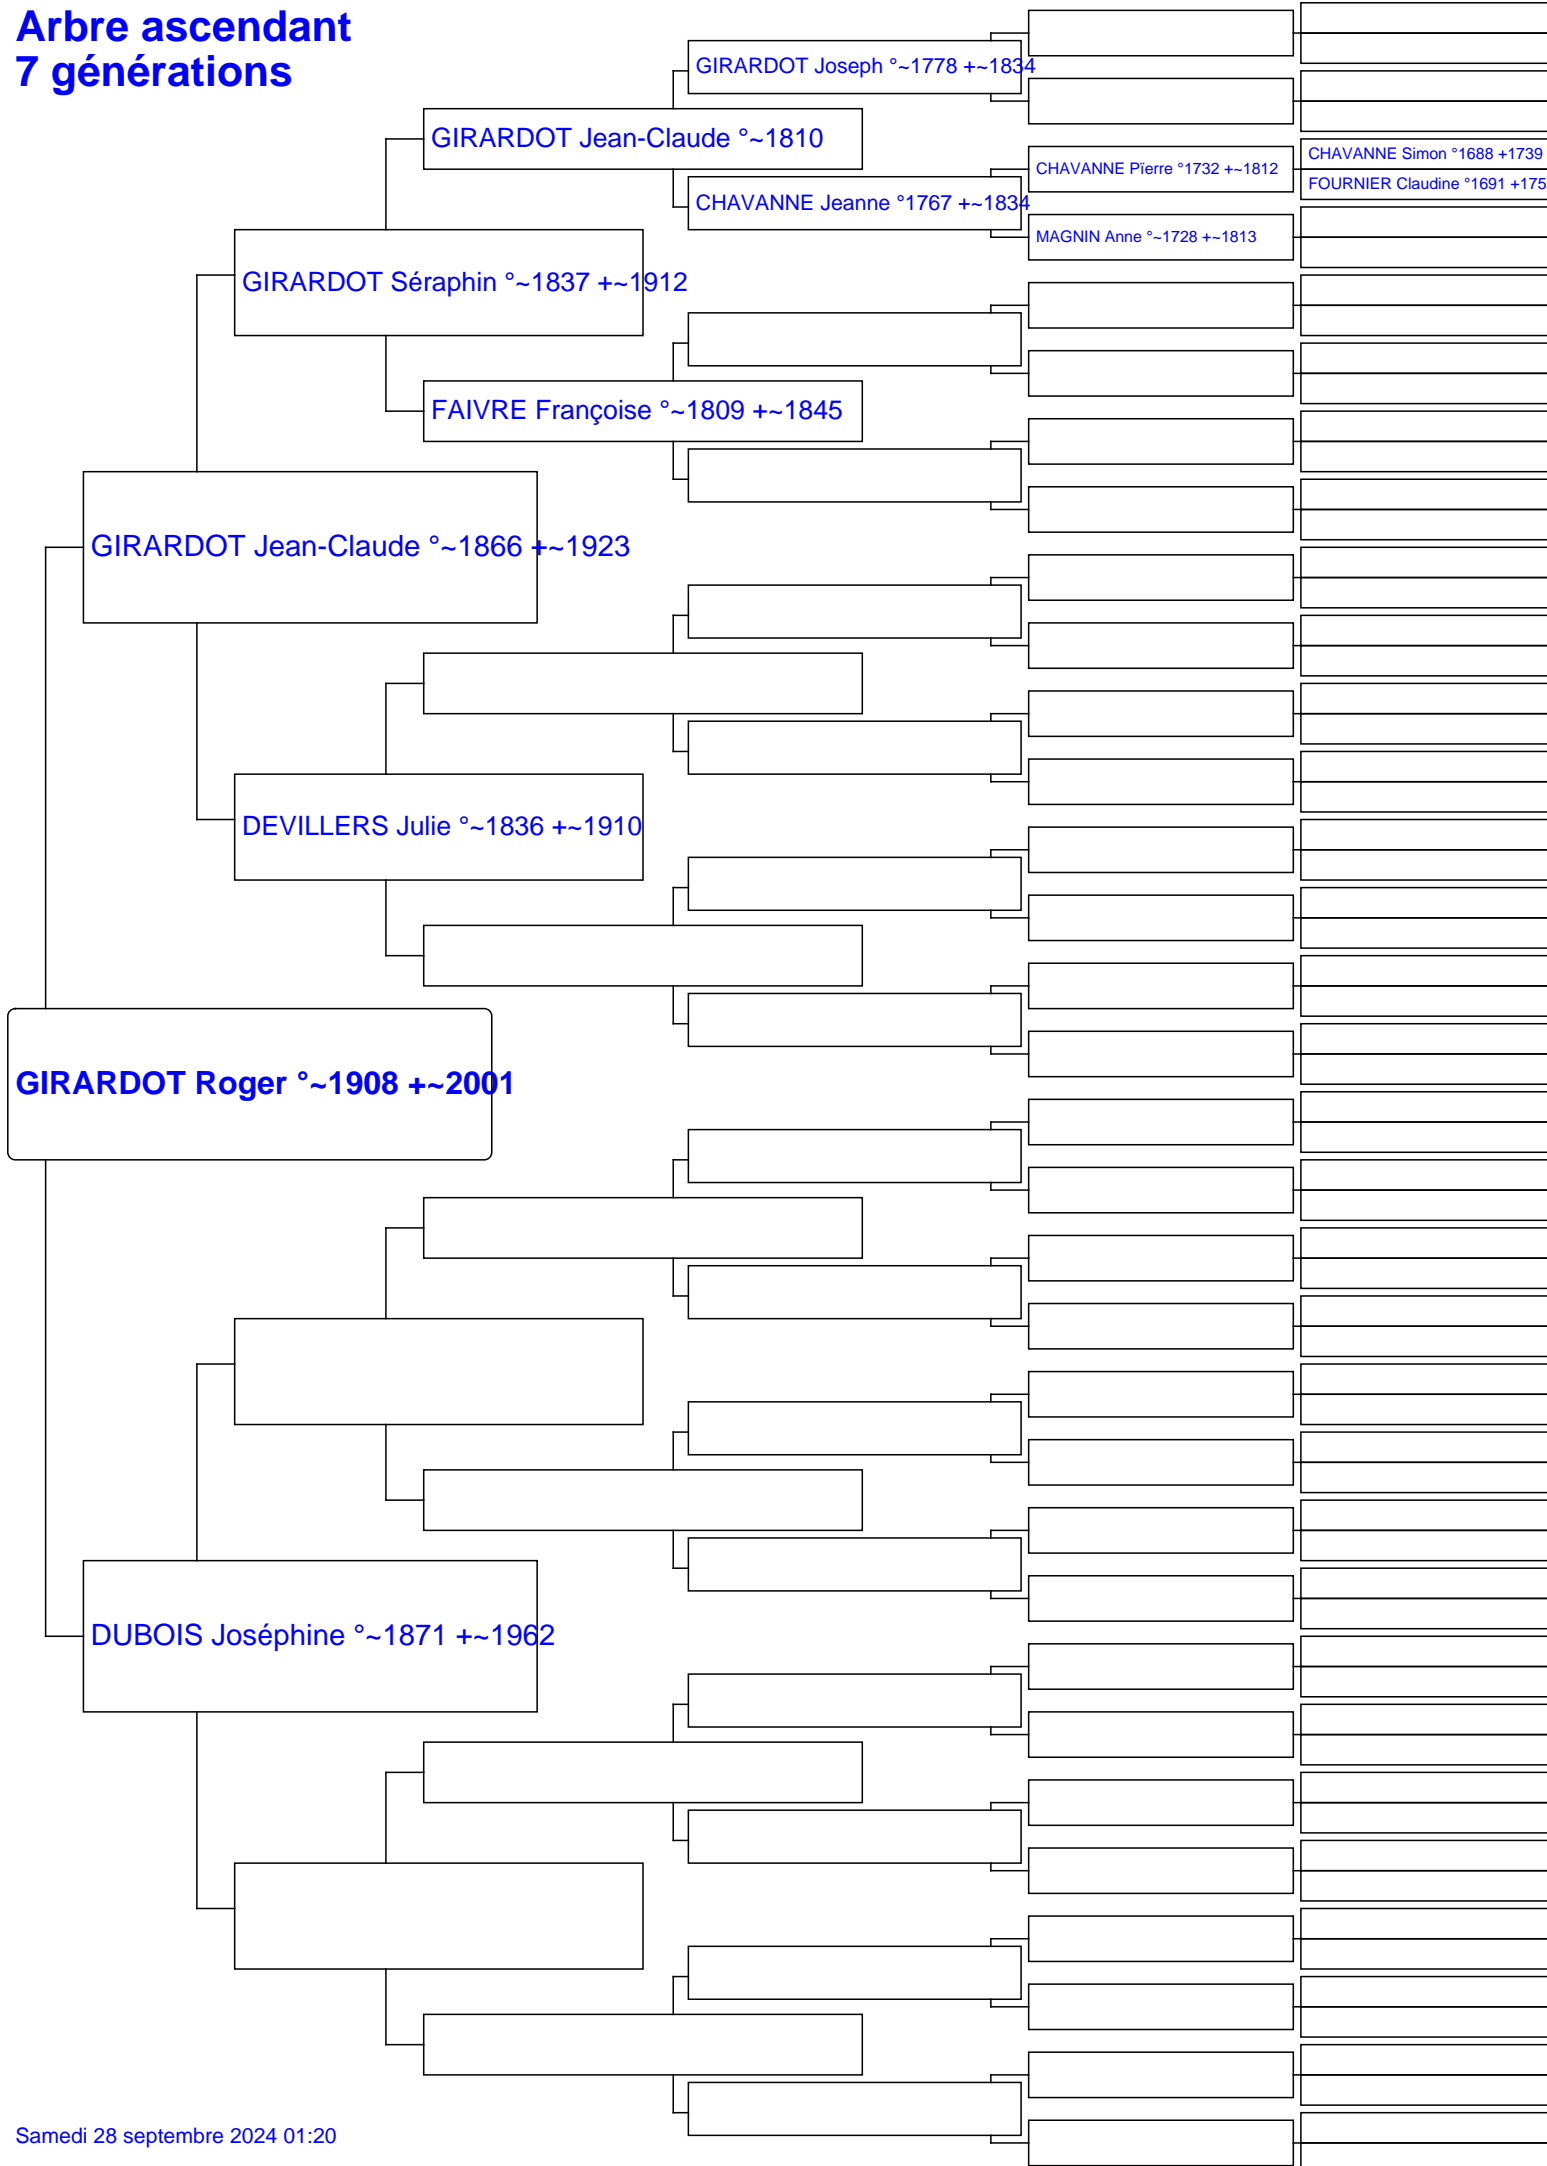 Arbre ascendant
7 générations
GIRARDOT Joseph °~1778 +~1834
GIRARDOT Jean-Claude °~1810
CHAVANNE Simon °1688 +1739
CHAVANNE Pïerre °1732 +~1812
FOURNIER Claudine °1691 +175
CHAVANNE Jeanne °1767 +~1834
MAGNIN Anne °~1728 +~1813
GIRARDOT Séraphin °~1837 +~1912
FAIVRE Françoise °~1809 +~1845
GIRARDOT Jean-Claude °~1866 +~1923
DEVILLERS Julie °~1836 +~1910
GIRARDOT Roger °~1908 +~2001
DUBOIS Joséphine °~1871 +~1962
Samedi 28 septembre 2024 01:20